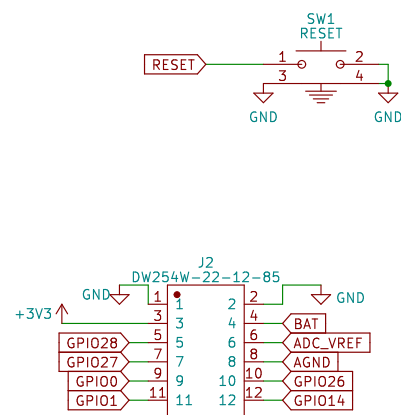 SW1
RESET
RESET 1 2
3 4
GND GND
J2
DW254W-22-12-85
GND 1 1 2 2 GND
+3V3 3 3 4 4 BAT
GPIO28 5 5 6 6 ADC_VREF
GPIO27 7 7 8 8 AGND
GPIO0 9 9 10 10 GPIO26
GPIO1 11 11 12 12 GPIO14